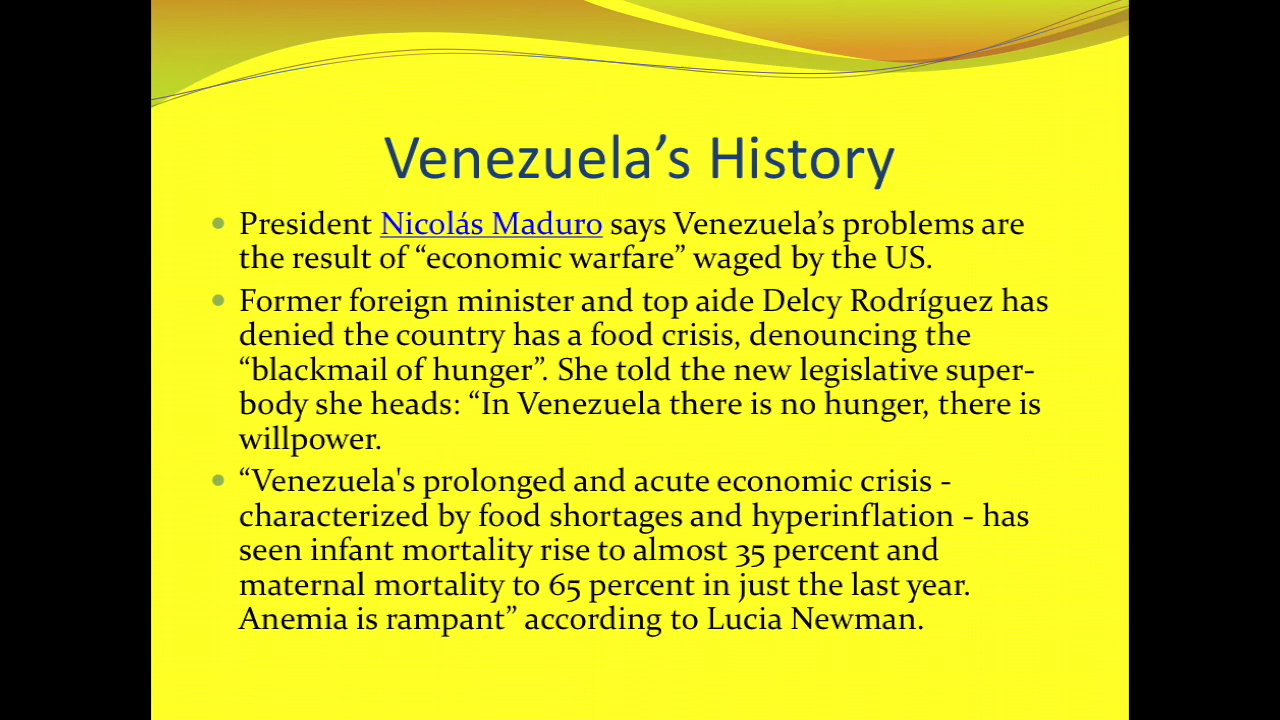 Venezuela’s History
• President Nicolás Maduro says Venezuela’s problems are
the result of “economic warfare” waged by the US.
• Former foreign minister and top aide Delcy Rodríguez has
denied the country has a food crisis, denouncing the
“blackmail of hunger”. She told the new legislative super-
body she heads: “In Venezuela there is no hunger, there is
willpower.
• “Venezuela's prolonged and acute economic crisis -
characterized by food shortages and hyperinflation - has
seen infant mortality rise to almost 35 percent and
maternal mortality to 65 percent in just the last year.
Anemia is rampant” according to Lucia Newman.